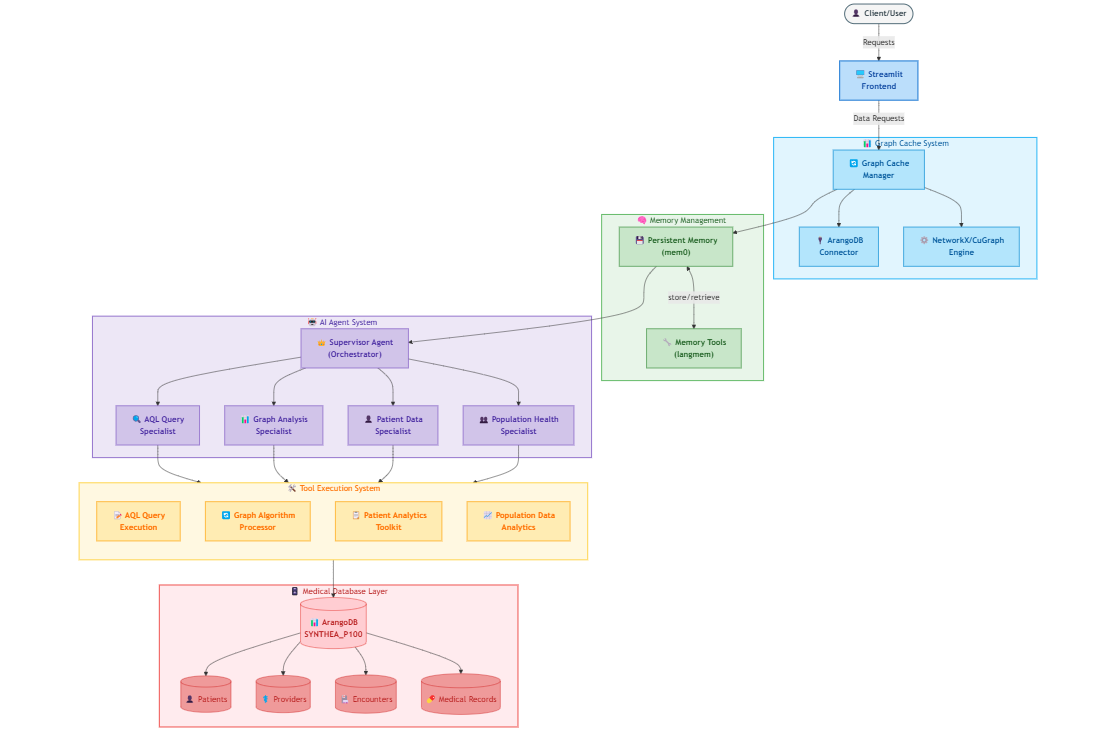 Client/User
Requests
Streamlit
Frontend
Data Requests
Graph Cache System
Graph Cache
Manager
ArangoDB
Connector
NetworkX/CuGraph
Engine
Memory Management
Persistent Memory
(mem0)
store/retrieve
Memory Tools
(langmem)
AI Agent System
Supervisor Agent
(Orchestrator)
AQL Query
Specialist
Graph Analysis
Specialist
Patient Data
Specialist
Population Health
Specialist
Tool Execution System
AQL Query
Execution
Graph Algorithm
Processor
Patient Analytics
Toolkit
Population Data
Analytics
Medical Database Layer
ArangoDB
SYNTHEA_P100
Patients
Providers
Encounters
Medical Records